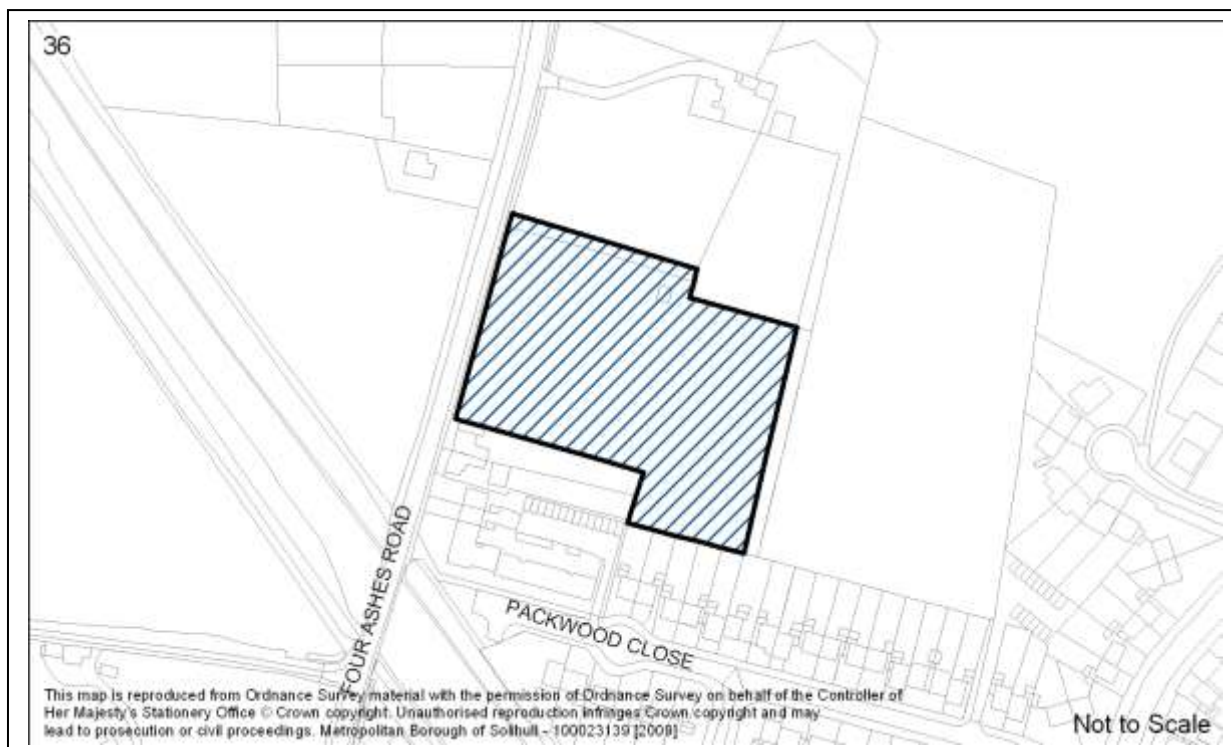 36
FOUR ASHES ROAD
PACKWOOD CLOSE
This map is reproduced from Ordnance Survey material with the permission of Ordnance Survey on behalf of the Controller of
Her Majesty's Stationery Office © Crown copyright. Unauthorised reproduction infringes Crown copyright and may
lead to prosecution or civil proceedings. Metropolitan Borough of Solihull - 100023139 [2009]
Not to Scale